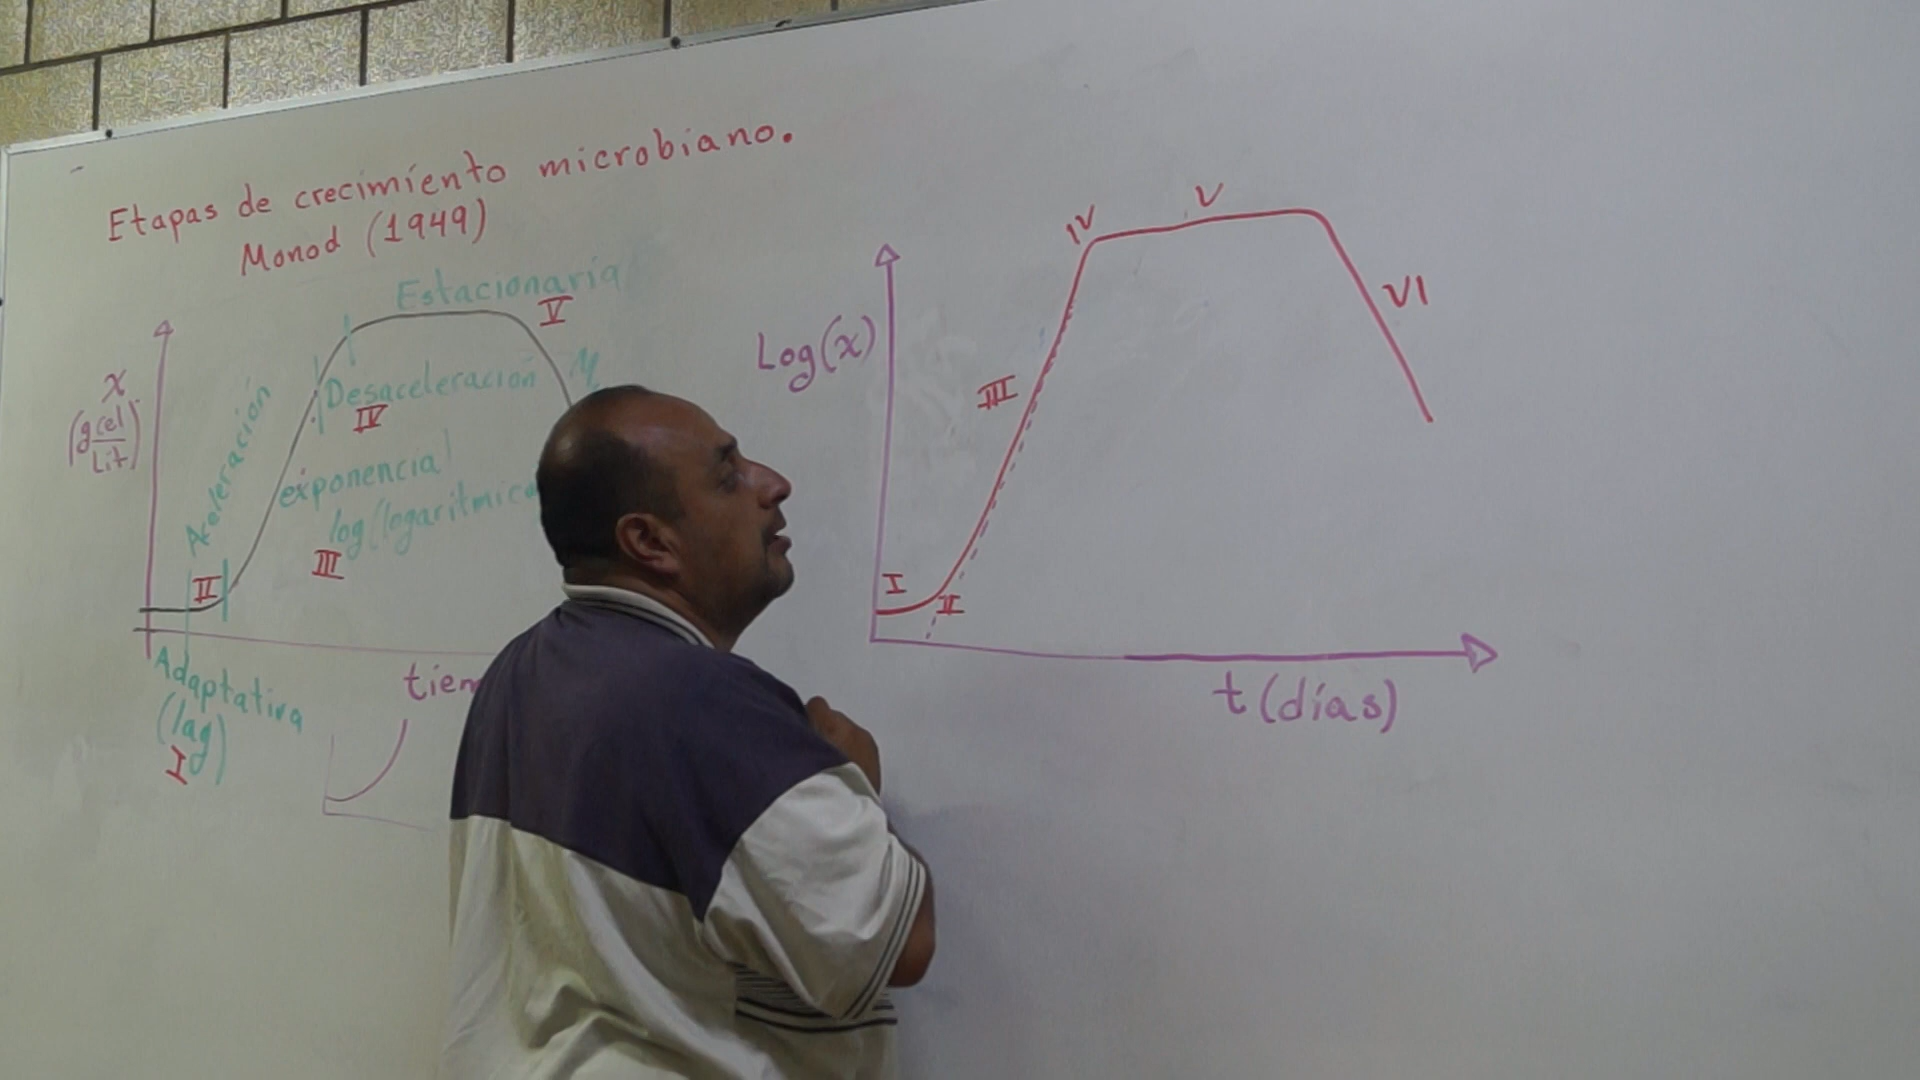 Etapas de crecimiento microbiano.
Monod (1949)
Estacionaria
V
x
(g cel/Lit)
Aceleración
Desaceleración
IV
exponencial
log (logarítmica
III
II
Adaptativa
(lag)
I
Log(x)
I
II
III
IV
V
VI
t (días)